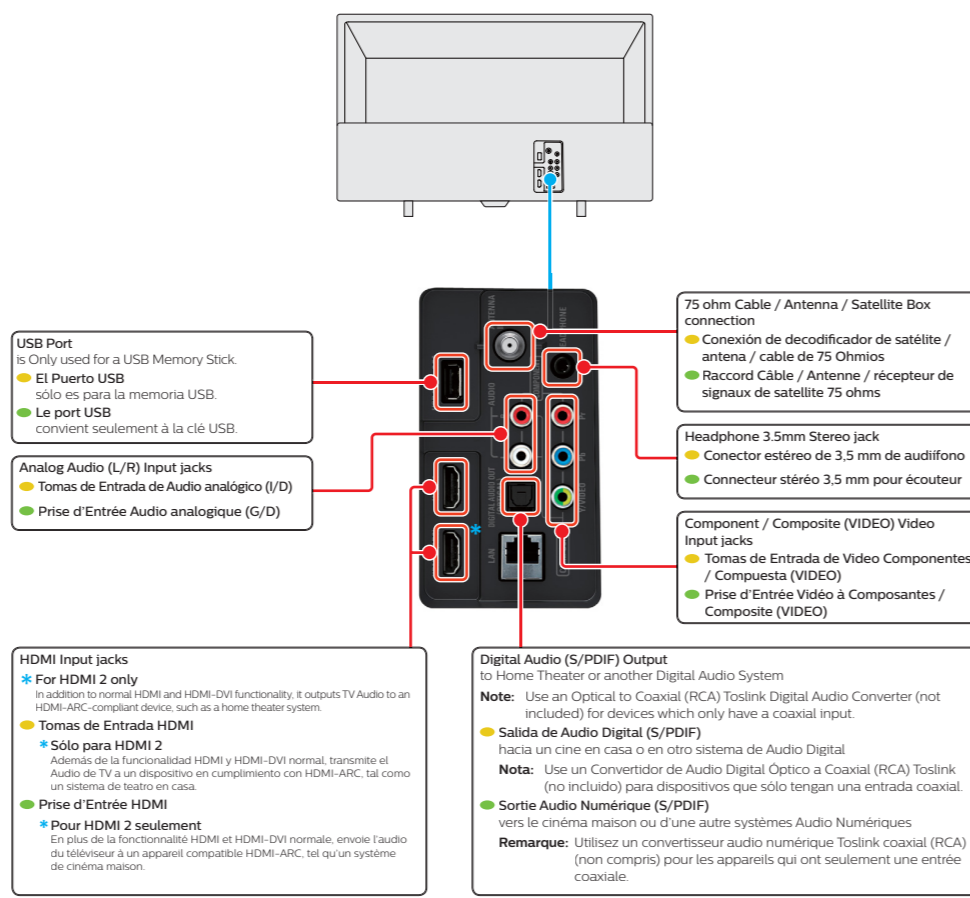 USB Port
is Only used for a USB Memory Stick.
El Puerto USB
sólo es para la memoria USB.
Le port USB
convient seulement à la clé USB.
Analog Audio (L/R) Input jacks
Tomas de Entrada de Audio analógico (I/D)
Prise d'Entrée Audio analogique (G/D)
HDMI Input jacks
* For HDMI 2 only
In addition to normal HDMI and HDMI-DVI functionality, it outputs TV Audio to an
HDMI-ARC-compliant device, such as a home theater system.
Tomas de Entrada HDMI
* Sólo para HDMI 2
Además de la funcionalidad HDMI y HDMI-DVI normal, transmite el
Audio de TV a un dispositivo en cumplimiento con HDMI-ARC, tal como
un sistema de teatro en casa.
Prise d'Entrée HDMI
* Pour HDMI 2 seulement
En plus de la fonctionnalité HDMI et HDMI-DVI normale, envoie l'audio
du téléviseur à un appareil compatible HDMI-ARC, tel qu'un système
de cinéma maison.
HEADPHONE
AUDIO
DIGITAL AUDIO OUT
LAN
Y/VIDEO
*
75 ohm Cable / Antenna / Satellite Box
connection
Conexión de decodificador de satélite /
antena / cable de 75 Ohmios
Raccord Câble / Antenne / récepteur de
signaux de satellite 75 ohms
Headphone 3.5mm Stereo jack
Conector estéreo de 3,5 mm de audiífono
Connecteur stéréo 3,5 mm pour écouteur
Component / Composite (VIDEO) Video
Input jacks
Tomas de Entrada de Video Componentes
/ Compuesta (VIDEO)
Prise d'Entrée Vidéo à Composantes /
Composite (VIDEO)
Digital Audio (S/PDIF) Output
to Home Theater or another Digital Audio System
Note: Use an Optical to Coaxial (RCA) Toslink Digital Audio Converter (not
included) for devices which only have a coaxial input.
Salida de Audio Digital (S/PDIF)
hacia un cine en casa o en otro sistema de Audio Digital
Nota: Use un Convertidor de Audio Digital Óptico a Coaxial (RCA) Toslink
(no incluido) para dispositivos que sólo tengan una entrada coaxial.
Sortie Audio Numérique (S/PDIF)
vers le cinéma maison ou d'une autre systèmes Audio Numériques
Remarque: Utilisez un convertisseur audio numérique Toslink coaxial (RCA)
(non compris) pour les appareils qui ont seulement une entrée
coaxiale.